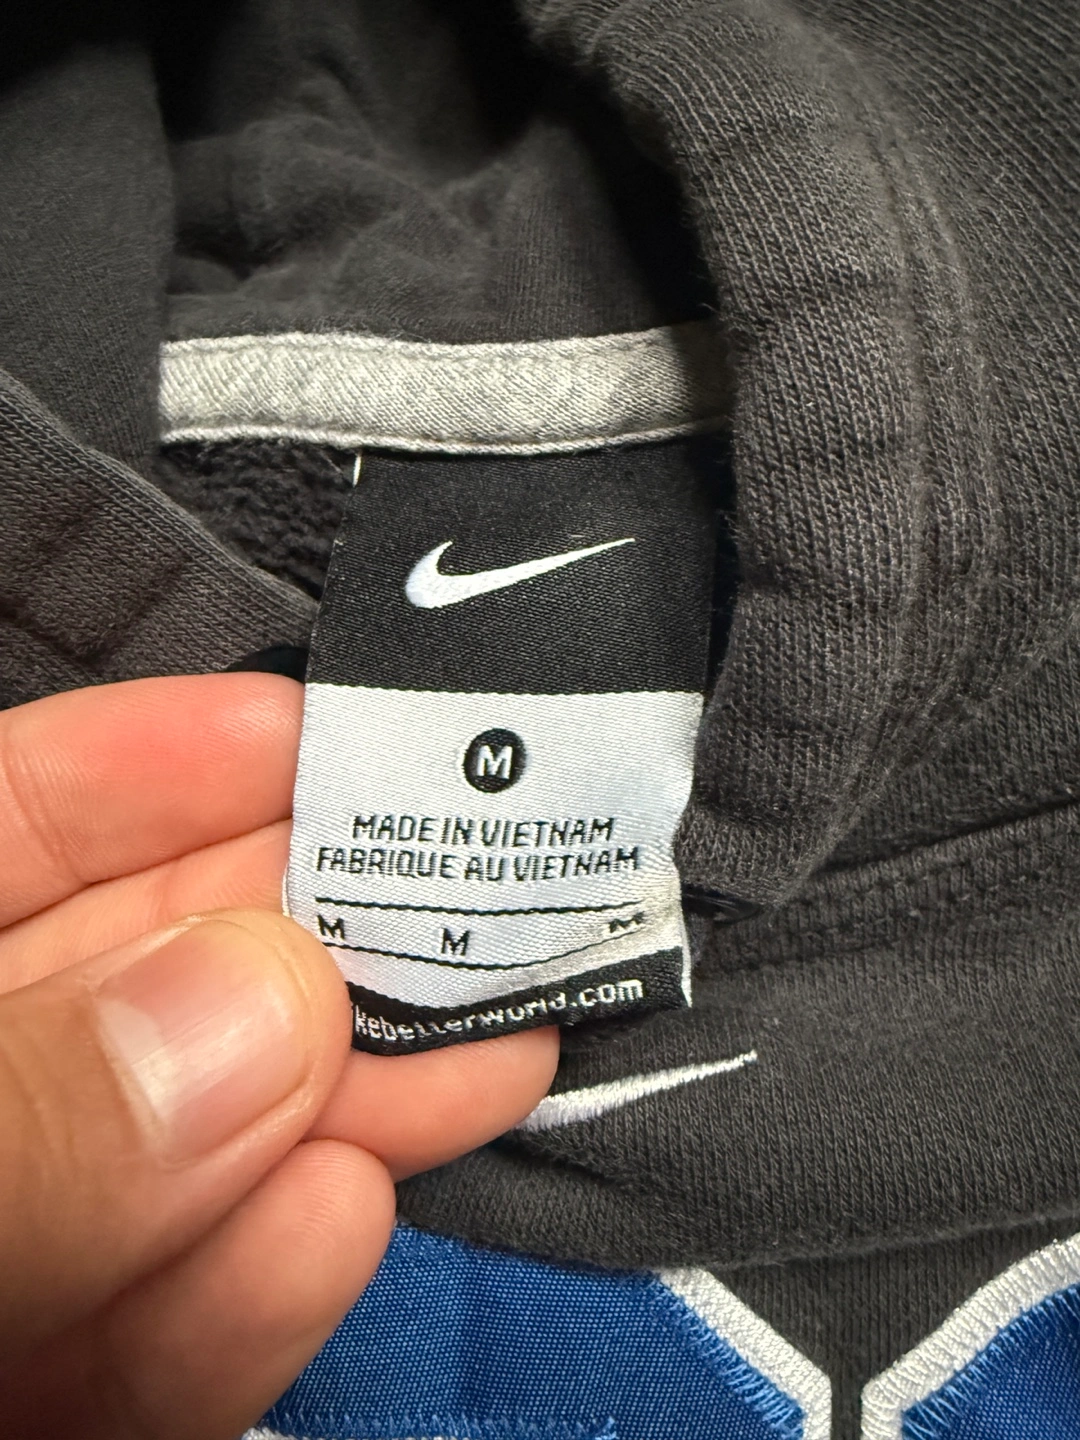 M
MADE IN VIETNAM
FABRIQUE AU VIETNAM
M M M
kebetterworld.com